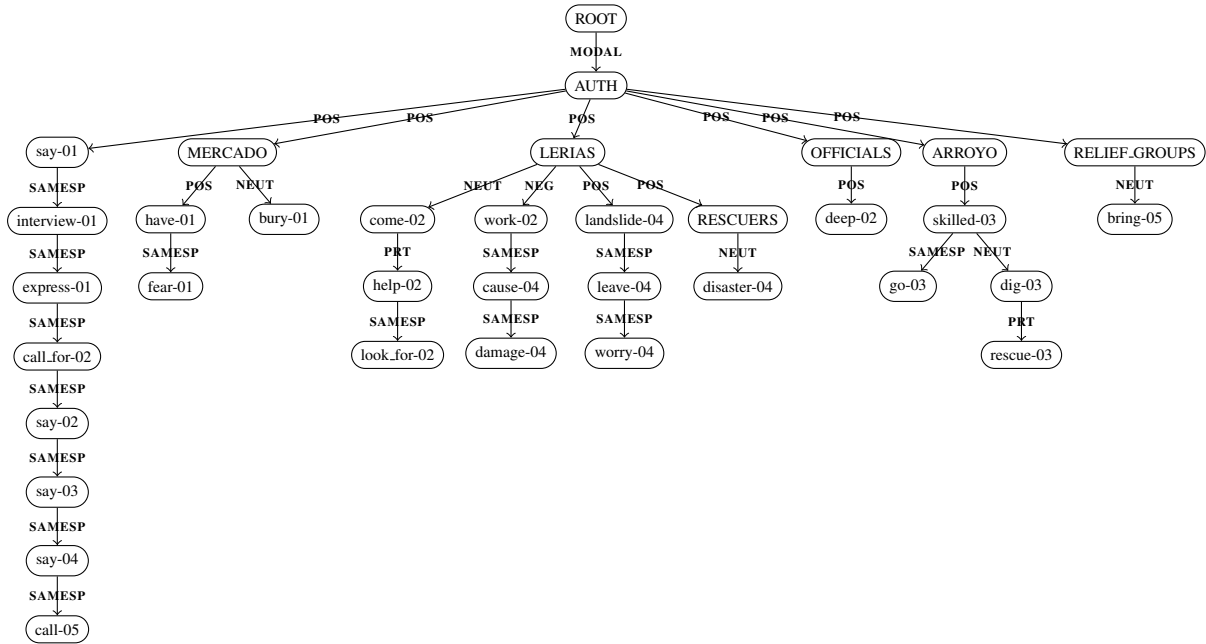 ROOT
MODAL
AUTH
POS POS POS POS POS POS
say-01 MERCADO LERIAS OFFICIALS ARROYO RELIEF_GROUPS
SAMESP POS NEUT NEUT NEG POS POS POS POS NEUT
interview-01 have-01 bury-01 come-02 work-02 landslide-04 RESCUERS deep-02 skilled-03 bring-05
SAMESP SAMESP PRT SAMESP SAMESP NEUT SAMESP NEUT
express-01 fear-01 help-02 cause-04 leave-04 disaster-04 go-03 dig-03
SAMESP SAMESP SAMESP SAMESP PRT
call_for-02 look_for-02 damage-04 worry-04 rescue-03
SAMESP
say-02
SAMESP
say-03
SAMESP
say-04
SAMESP
call-05